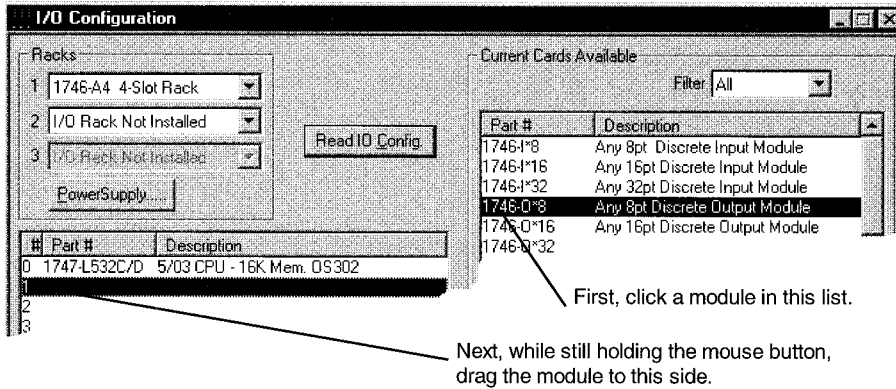 I/O Configuration
Racks
1 1746-A4 4-Slot Rack
2 I/O Rack Not Installed
3 I/O Rack Not Installed
PowerSupply.....
Read IO Config.
Current Cards Available
Filter All
Part # Description
1746-I*8 Any 8pt Discrete Input Module
1746-I*16 Any 16pt Discrete Input Module
1746-I*32 Any 32pt Discrete Input Module
1746-O*8 Any 8pt Discrete Output Module
1746-O*16 Any 16pt Discrete Output Module
1746-O*32
# Part # Description
0 1747-L532C/D 5/03 CPU - 16K Mem. OS302
1
2
3
First, click a module in this list.
Next, while still holding the mouse button,
drag the module to this side.